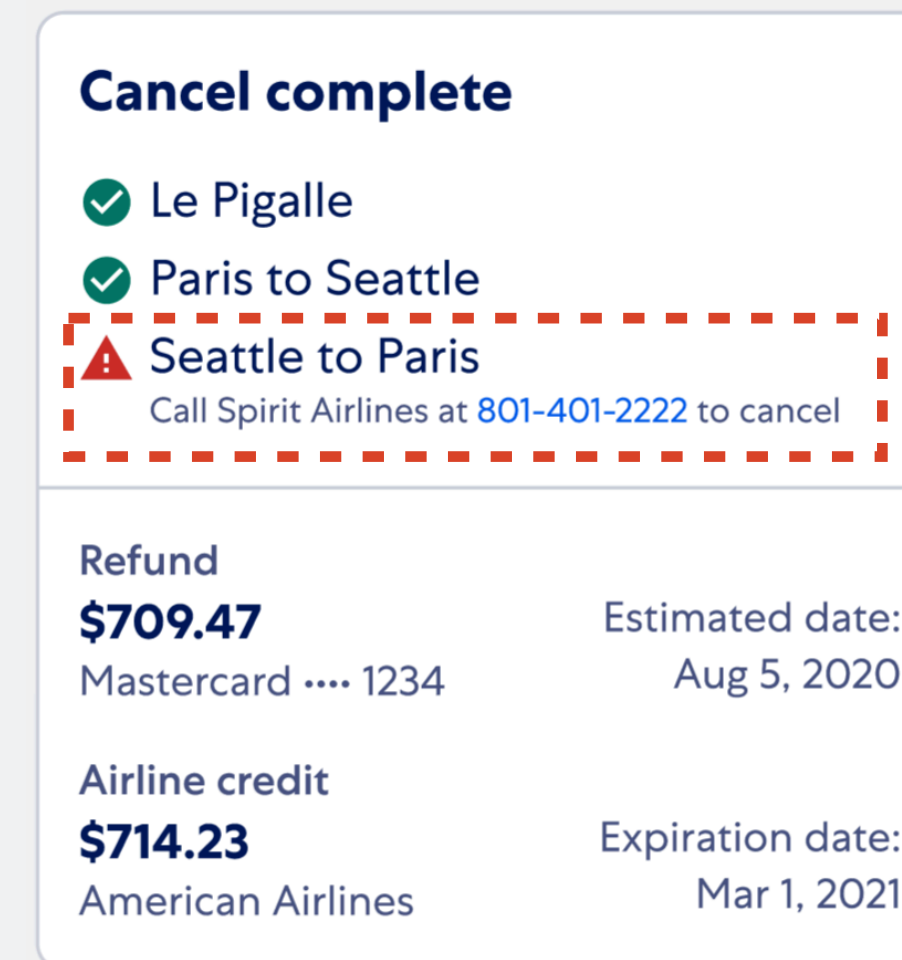 Cancel complete
Le Pigalle
Paris to Seattle
Seattle to Paris
Call Spirit Airlines at 801-401-2222 to cancel
Refund
$709.47
Mastercard •••• 1234
Estimated date:
Aug 5, 2020
Airline credit
$714.23
American Airlines
Expiration date:
Mar 1, 2021